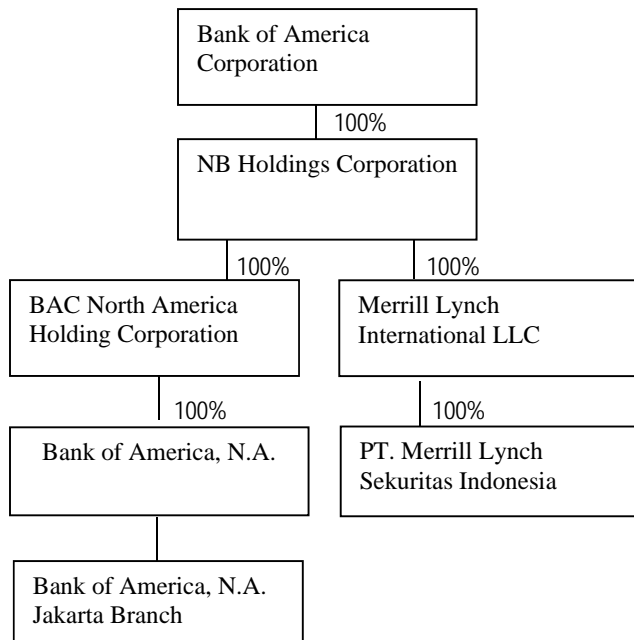 Bank of America
Corporation
100%
NB Holdings Corporation
100%
100%
BAC North America
Holding Corporation
Merrill Lynch
International LLC
100%
100%
Bank of America, N.A.
PT. Merrill Lynch
Sekuritas Indonesia
Bank of America, N.A.
Jakarta Branch